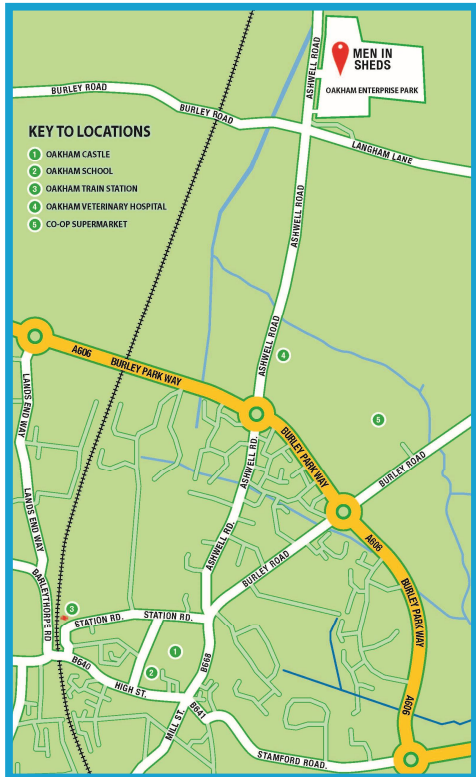 ASHWELL ROAD
MEN IN
SHEDS
OAKHAM ENTERPRISE PARK
BURLEY ROAD
BURLEY ROAD
LANGHAM LANE
KEY TO LOCATIONS
1 OAKHAM CASTLE
2 OAKHAM SCHOOL
3 OAKHAM TRAIN STATION
4 OAKHAM VETERINARY HOSPITAL
5 CO-OP SUPERMARKET
ASHWELL ROAD
ASHWELL ROAD
4
A606
BURLEY PARK WAY
LANDS END WAY
5
ASHWELL RD.
BURLEY PARK WAY
BURLEY ROAD
LANDS END WAY
ASHWELL RD.
A606
BURLEY ROAD
BARLEYTHORPE RD
BURLEY PARK WAY
3
STATION RD.
STATION RD.
1
B640
2
B668
HIGH ST.
B641
MILL ST.
A606
STAMFORD ROAD.